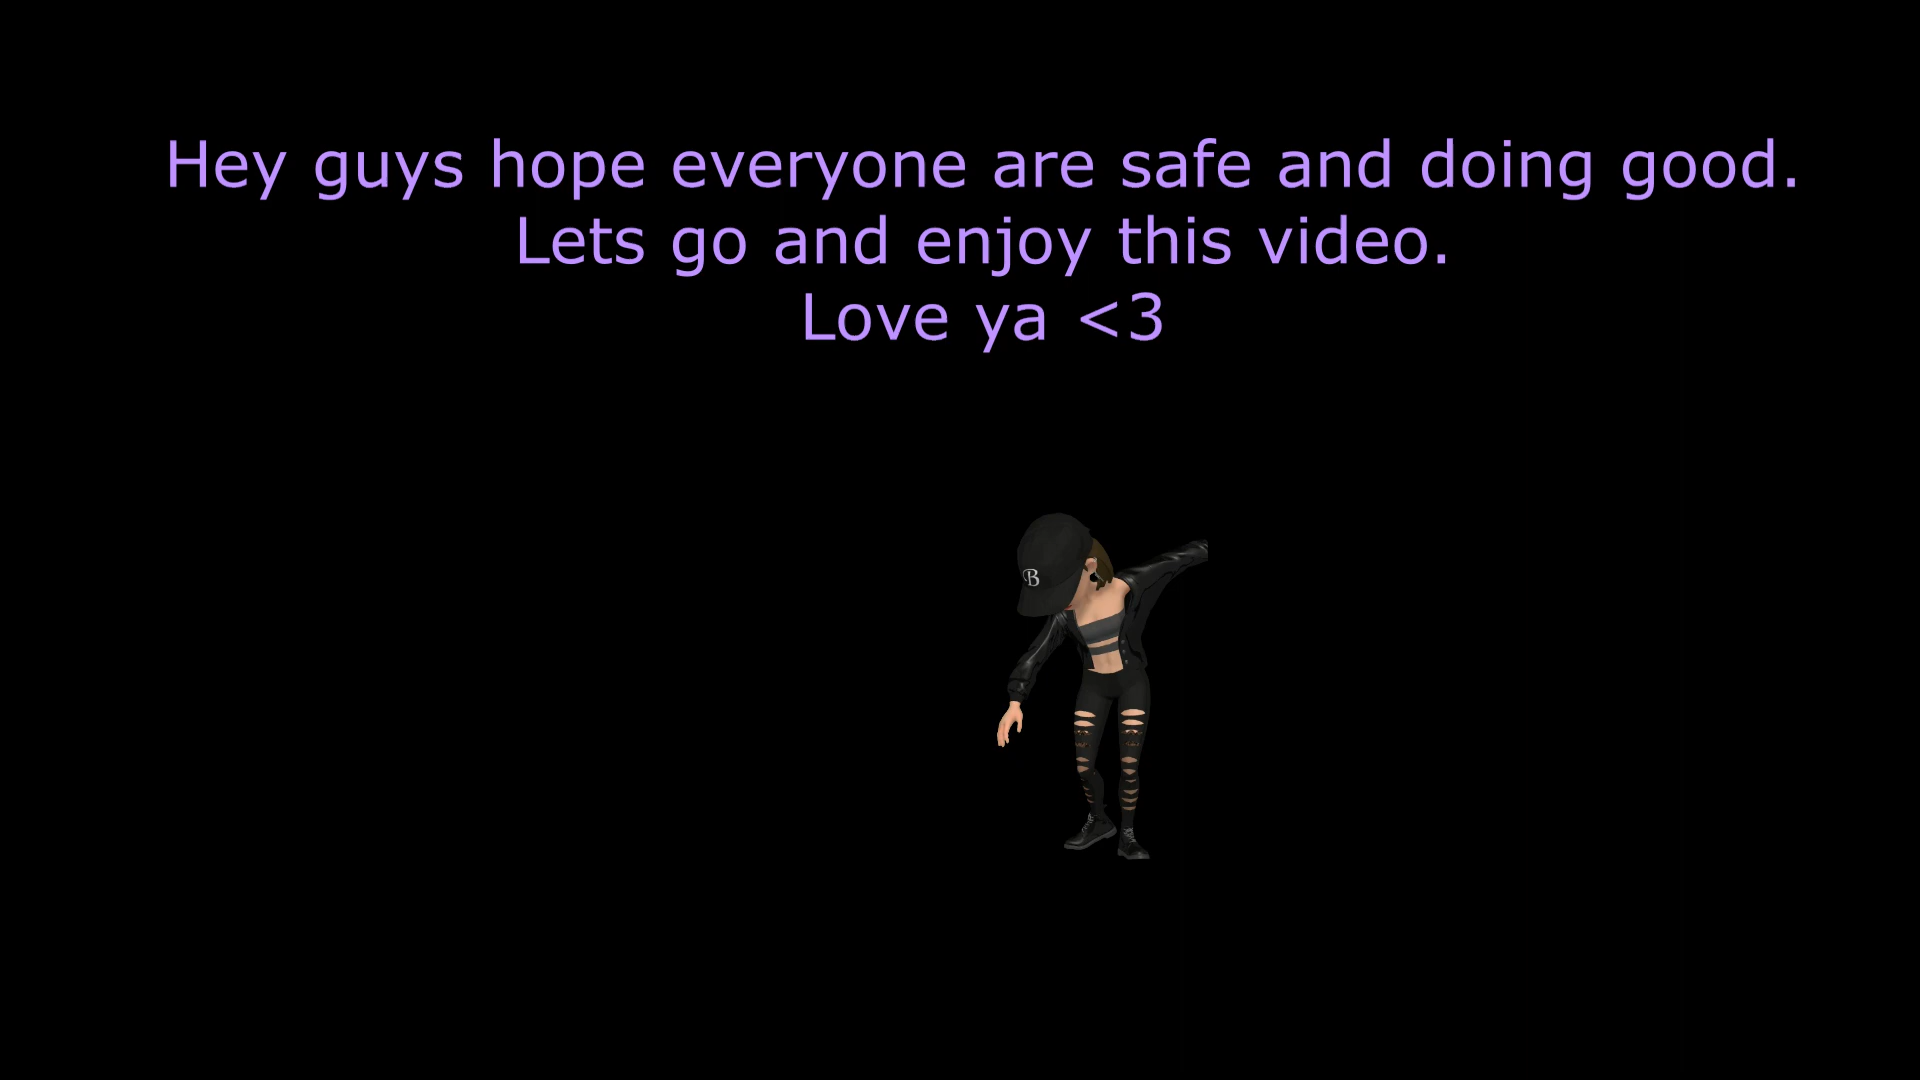 Hey guys hope everyone are safe and doing good.
Lets go and enjoy this video.
Love ya <3
B